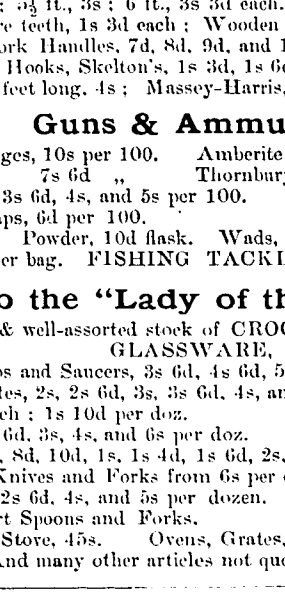 ; 5½ ft., 3s ; 6 ft., 3s 3d each.
re teeth, 1s 3d each ; Wooden
ork Handles, 7d, 8d, 9d, and 1
Hooks, Skelton's, 1s 3d, 1s 6d
feet long, 4s ; Massey-Harris,
Guns & Ammu
ges, 10s per 100. Amberite
7s 6d „ Thornbury
3s 6d, 4s, and 5s per 100.
aps, 6d per 100.
Powder, 10d flask. Wads,
er bag. FISHING TACKL
o the “Lady of th
& well-assorted stock of CROC
GLASSWARE,
os and Saucers, 3s 6d, 4s 6d, 5
tes, 2s, 2s 6d, 3s, 3s 6d, 4s, an
ch ; 1s 10d per doz.
6d, 3s, 4s, and 6s per doz.
, 8d, 10d, 1s, 1s 4d, 1s 6d, 2s,
Knives and Forks from 6s per
2s 6d, 4s, and 5s per dozen.
rt Spoons and Forks.
Stove, 45s. Ovens, Grates,
And many other articles not quo